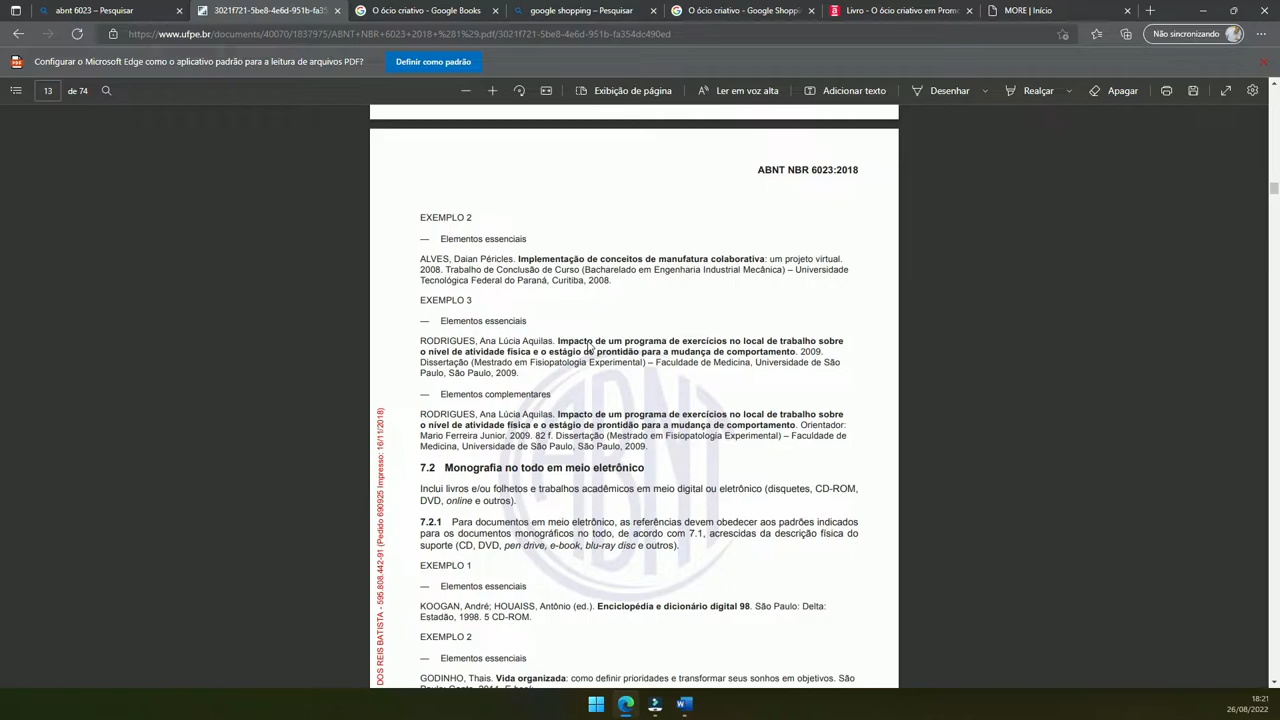 abnt 6023 – Pesquisar
3021f721-5be8-4e6d-951b-fa35
O ócio criativo - Google Books
google shopping – Pesquisar
O ócio criativo - Google Shopp
Livro - O ócio criativo em Prom
MORE | Início
https://www.ufpe.br/documents/40070/1837975/ABNT+NBR+6023+2018+%281%29.pdf/3021f721-5be8-4e6d-951b-fa354dc490ed
Não sincronizando
Configurar o Microsoft Edge como o aplicativo padrão para a leitura de arquivos PDF?
Definir como padrão
13 de 74
Exibição de página
Ler em voz alta
Adicionar texto
Desenhar
Realçar
Apagar
ABNT NBR 6023:2018
EXEMPLO 2
— Elementos essenciais
ALVES, Daian Péricles. Implementação de conceitos de manufatura colaborativa: um projeto virtual.
2008. Trabalho de Conclusão de Curso (Bacharelado em Engenharia Industrial Mecânica) – Universidade
Tecnológica Federal do Paraná, Curitiba, 2008.
EXEMPLO 3
— Elementos essenciais
RODRIGUES, Ana Lúcia Aquilas. Impacto de um programa de exercícios no local de trabalho sobre
o nível de atividade física e o estágio de prontidão para a mudança de comportamento. 2009.
Dissertação (Mestrado em Fisiopatologia Experimental) – Faculdade de Medicina, Universidade de São
Paulo, São Paulo, 2009.
— Elementos complementares
RODRIGUES, Ana Lúcia Aquilas. Impacto de um programa de exercícios no local de trabalho sobre
o nível de atividade física e o estágio de prontidão para a mudança de comportamento. Orientador:
Mario Ferreira Junior. 2009. 82 f. Dissertação (Mestrado em Fisiopatologia Experimental) – Faculdade de
Medicina, Universidade de São Paulo, São Paulo, 2009.
7.2 Monografia no todo em meio eletrônico
Inclui livros e/ou folhetos e trabalhos acadêmicos em meio digital ou eletrônico (disquetes, CD-ROM,
DVD, online e outros).
7.2.1 Para documentos em meio eletrônico, as referências devem obedecer aos padrões indicados
para os documentos monográficos no todo, de acordo com 7.1, acrescidas da descrição física do
suporte (CD, DVD, pen drive, e-book, blu-ray disc e outros).
EXEMPLO 1
— Elementos essenciais
KOOGAN, André; HOUAISS, Antônio (ed.). Enciclopédia e dicionário digital 98. São Paulo: Delta:
Estadão, 1998. 5 CD-ROM.
EXEMPLO 2
— Elementos essenciais
GODINHO, Thais. Vida organizada: como definir prioridades e transformar seus sonhos em objetivos. São
DOS REIS BATISTA - 595.808.442-91 (Pedido 690925 Impresso: 16/11/2018)
ABNT
18:21
26/08/2022